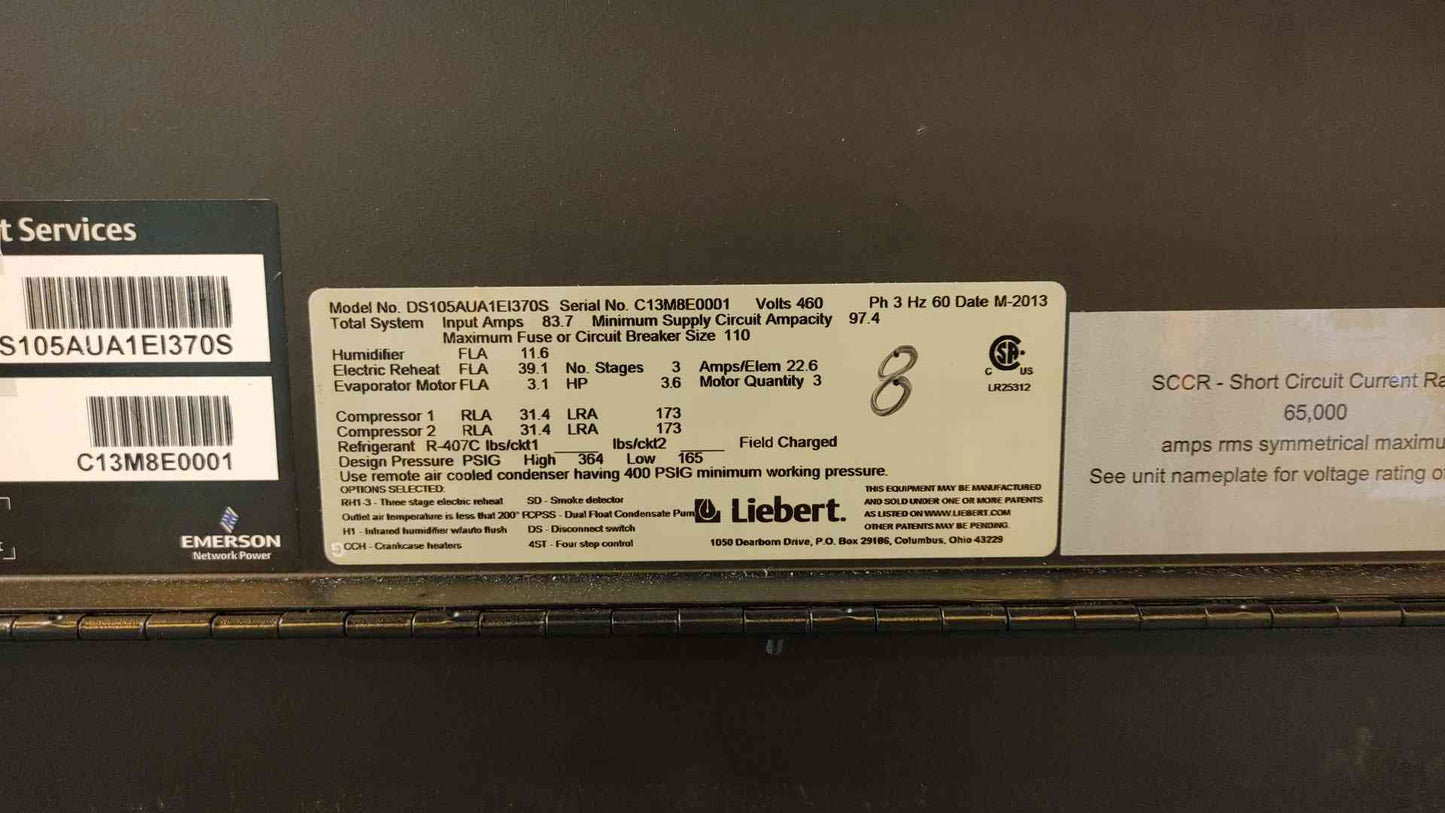 t Services
S105AUA1EI370S
C13M8E0001
EMERSON
Network Power
Model No. DS105AUA1EI370S Serial No. C13M8E0001 Volts 460 Ph 3 Hz 60 Date M-2013
Total System Input Amps 83.7 Minimum Supply Circuit Ampacity 97.4
Maximum Fuse or Circuit Breaker Size 110
Humidifier FLA 11.6
Electric Reheat FLA 39.1 No. Stages 3 Amps/Elem 22.6
Evaporator Motor FLA 3.1 HP 3.6 Motor Quantity 3
8
CSA
C US
LR25312
Compressor 1 RLA 31.4 LRA 173
Compressor 2 RLA 31.4 LRA 173
Refrigerant R-407C lbs/ckt1 ____ lbs/ckt2 ____ Field Charged
Design Pressure PSIG High 364 Low 165
Use remote air cooled condenser having 400 PSIG minimum working pressure.
OPTIONS SELECTED:
RH1-3 - Three stage electric reheat SD - Smoke detector
Outlet air temperature is less that 200° FCPSS - Dual Float Condensate Pum
H1 - Infrared humidifier w/auto flush DS - Disconnect switch
CCH - Crankcase heaters 4ST - Four step control
Liebert.
1050 Dearborn Drive, P.O. Box 29186, Columbus, Ohio 43229
THIS EQUIPMENT MAY BE MANUFACTURED
AND SOLD UNDER ONE OR MORE PATENTS
AS LISTED ON WWW.LIEBERT.COM
OTHER PATENTS MAY BE PENDING.
SCCR - Short Circuit Current Ra
65,000
amps rms symmetrical maximu
See unit nameplate for voltage rating o